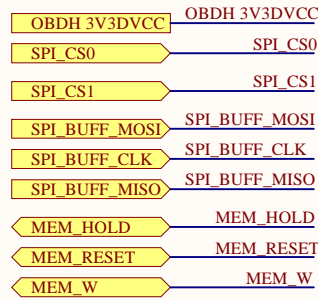 OBDH 3V3DVCC OBDH 3V3DVCC
SPI_CS0 SPI_CS0
SPI_CS1 SPI_CS1
SPI_BUFF_MOSI SPI_BUFF_MOSI
SPI_BUFF_CLK SPI_BUFF_CLK
SPI_BUFF_MISO SPI_BUFF_MISO
MEM_HOLD MEM_HOLD
MEM_RESET MEM_RESET
MEM_W MEM_W